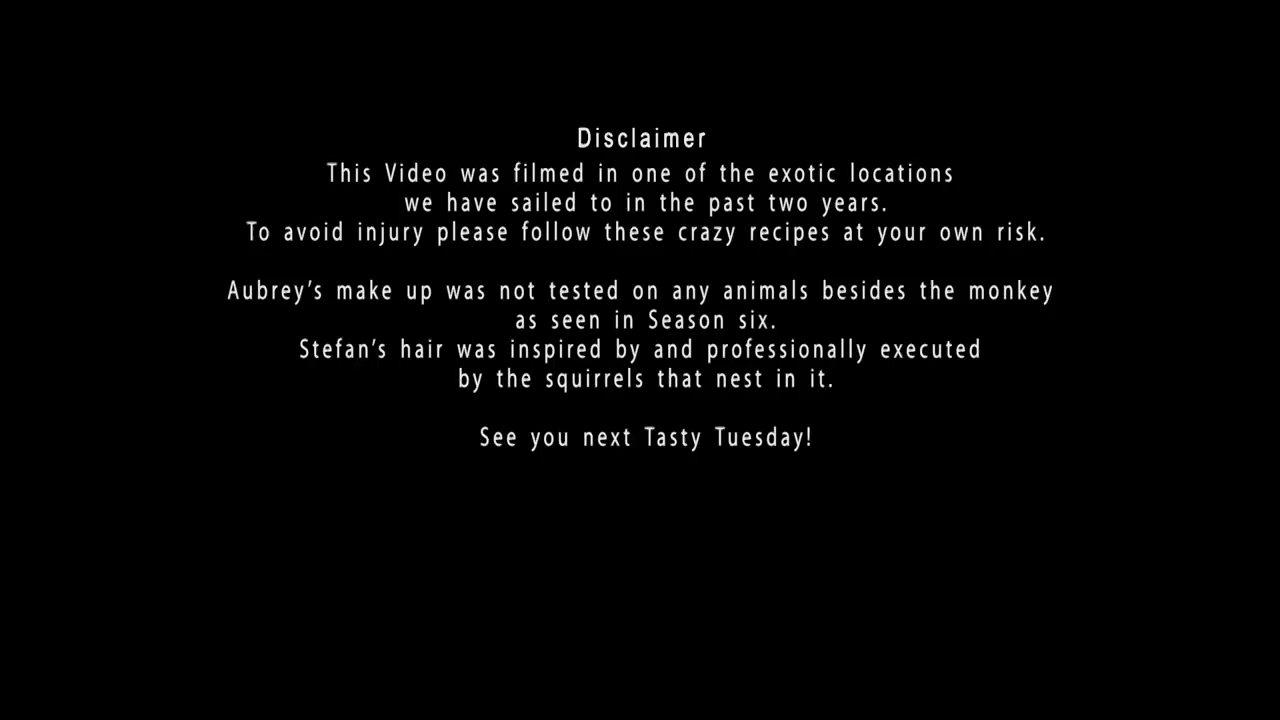 Disclaimer
This Video was filmed in one of the exotic locations
we have sailed to in the past two years.
To avoid injury please follow these crazy recipes at your own risk.
Aubrey’s make up was not tested on any animals besides the monkey
as seen in Season six.
Stefan’s hair was inspired by and professionally executed
by the squirrels that nest in it.
See you next Tasty Tuesday!